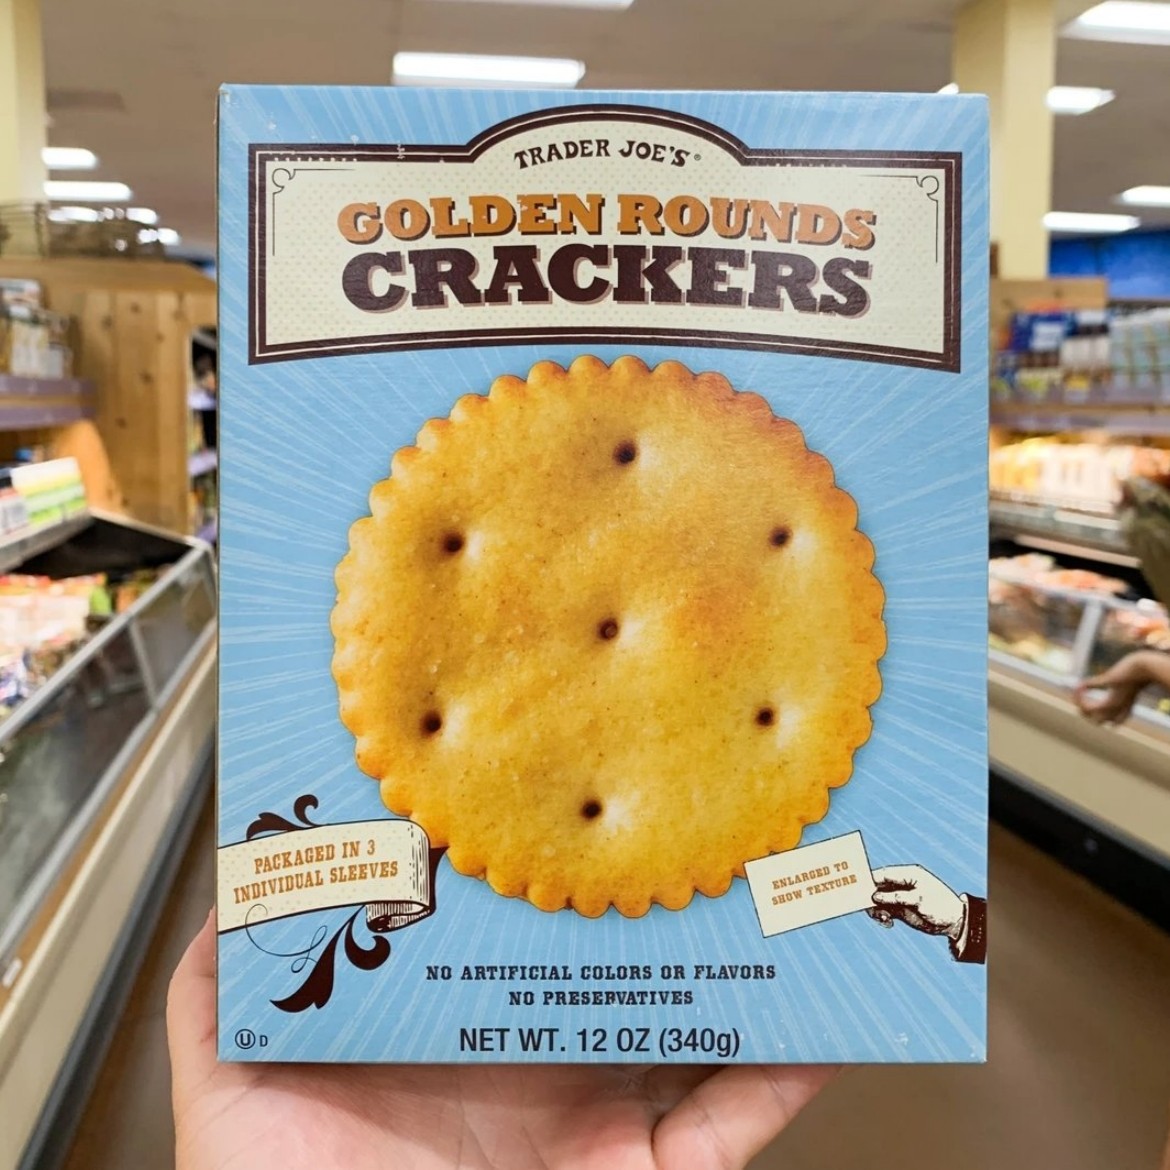 TRADER JOE'S®
GOLDEN ROUNDS
CRACKERS
PACKAGED IN 3
INDIVIDUAL SLEEVES
ENLARGED TO
SHOW TEXTURE
NO ARTIFICIAL COLORS OR FLAVORS
NO PRESERVATIVES
NET WT. 12 OZ (340g)
Ⓤ D